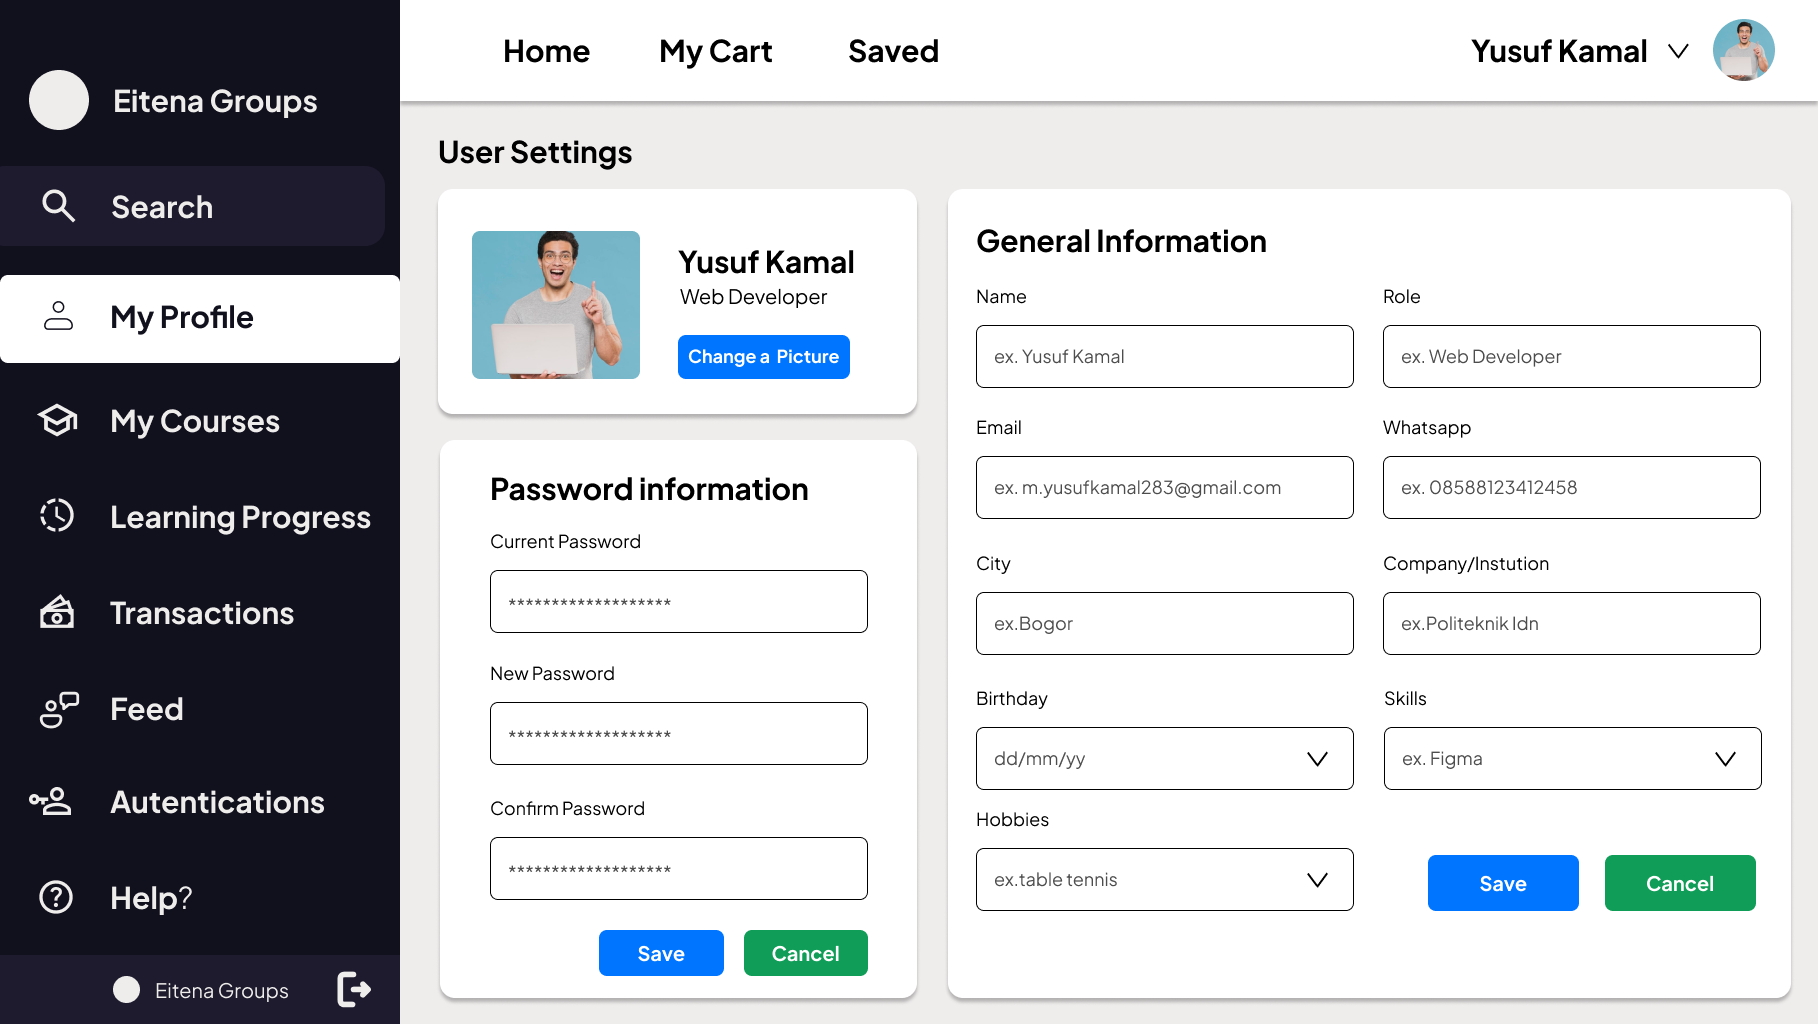 Eitena Groups
Search
My Profile
My Courses
Learning Progress
Transactions
Feed
Autentications
Help?
Eitena Groups
Home
My Cart
Saved
Yusuf Kamal
User Settings
Yusuf Kamal
Web Developer
Change a Picture
Password information
Current Password
*******************
New Password
*******************
Confirm Password
*******************
Save
Cancel
General Information
Name
ex. Yusuf Kamal
Role
ex. Web Developer
Email
ex. m.yusufkamal283@gmail.com
Whatsapp
ex. 08588123412458
City
ex.Bogor
Company/Instution
ex.Politeknik Idn
Birthday
dd/mm/yy
Skills
ex. Figma
Hobbies
ex.table tennis
Save
Cancel